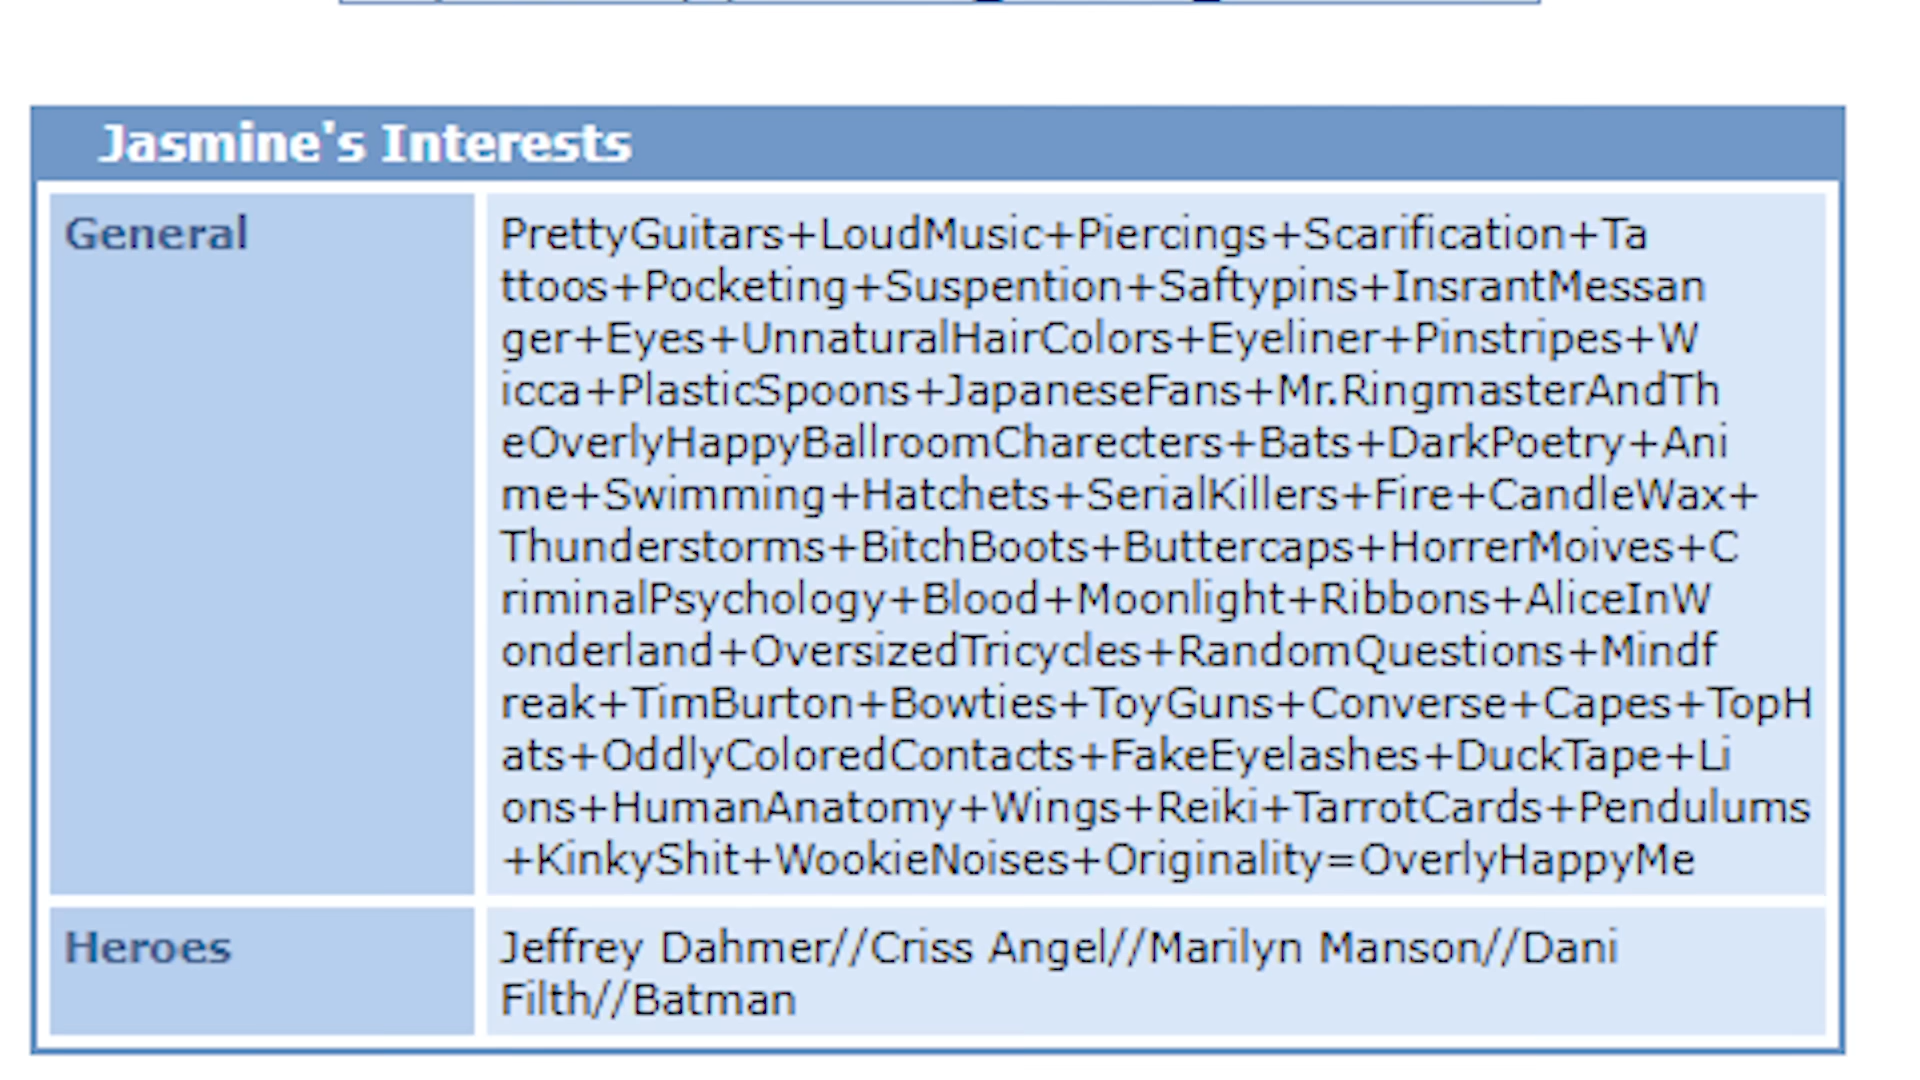 Jasmine's Interests
General
PrettyGuitars+LoudMusic+Piercings+Scarification+Ta
ttoos+Pocketing+Suspention+Saftypins+InsrantMessan
ger+Eyes+UnnaturalHairColors+Eyeliner+Pinstripes+W
icca+PlasticSpoons+JapaneseFans+Mr.RingmasterAndTh
eOverlyHappyBallroomCharecters+Bats+DarkPoetry+Ani
me+Swimming+Hatchets+SerialKillers+Fire+CandleWax+
Thunderstorms+BitchBoots+Buttercaps+HorrerMoives+C
riminalPsychology+Blood+Moonlight+Ribbons+AliceInW
onderland+OversizedTricycles+RandomQuestions+Mindf
reak+TimBurton+Bowties+ToyGuns+Converse+Capes+TopH
ats+OddlyColoredContacts+FakeEyelashes+DuckTape+Li
ons+HumanAnatomy+Wings+Reiki+TarrotCards+Pendulums
+KinkyShit+WookieNoises+Originality=OverlyHappyMe
Heroes
Jeffrey Dahmer//Criss Angel//Marilyn Manson//Dani
Filth//Batman